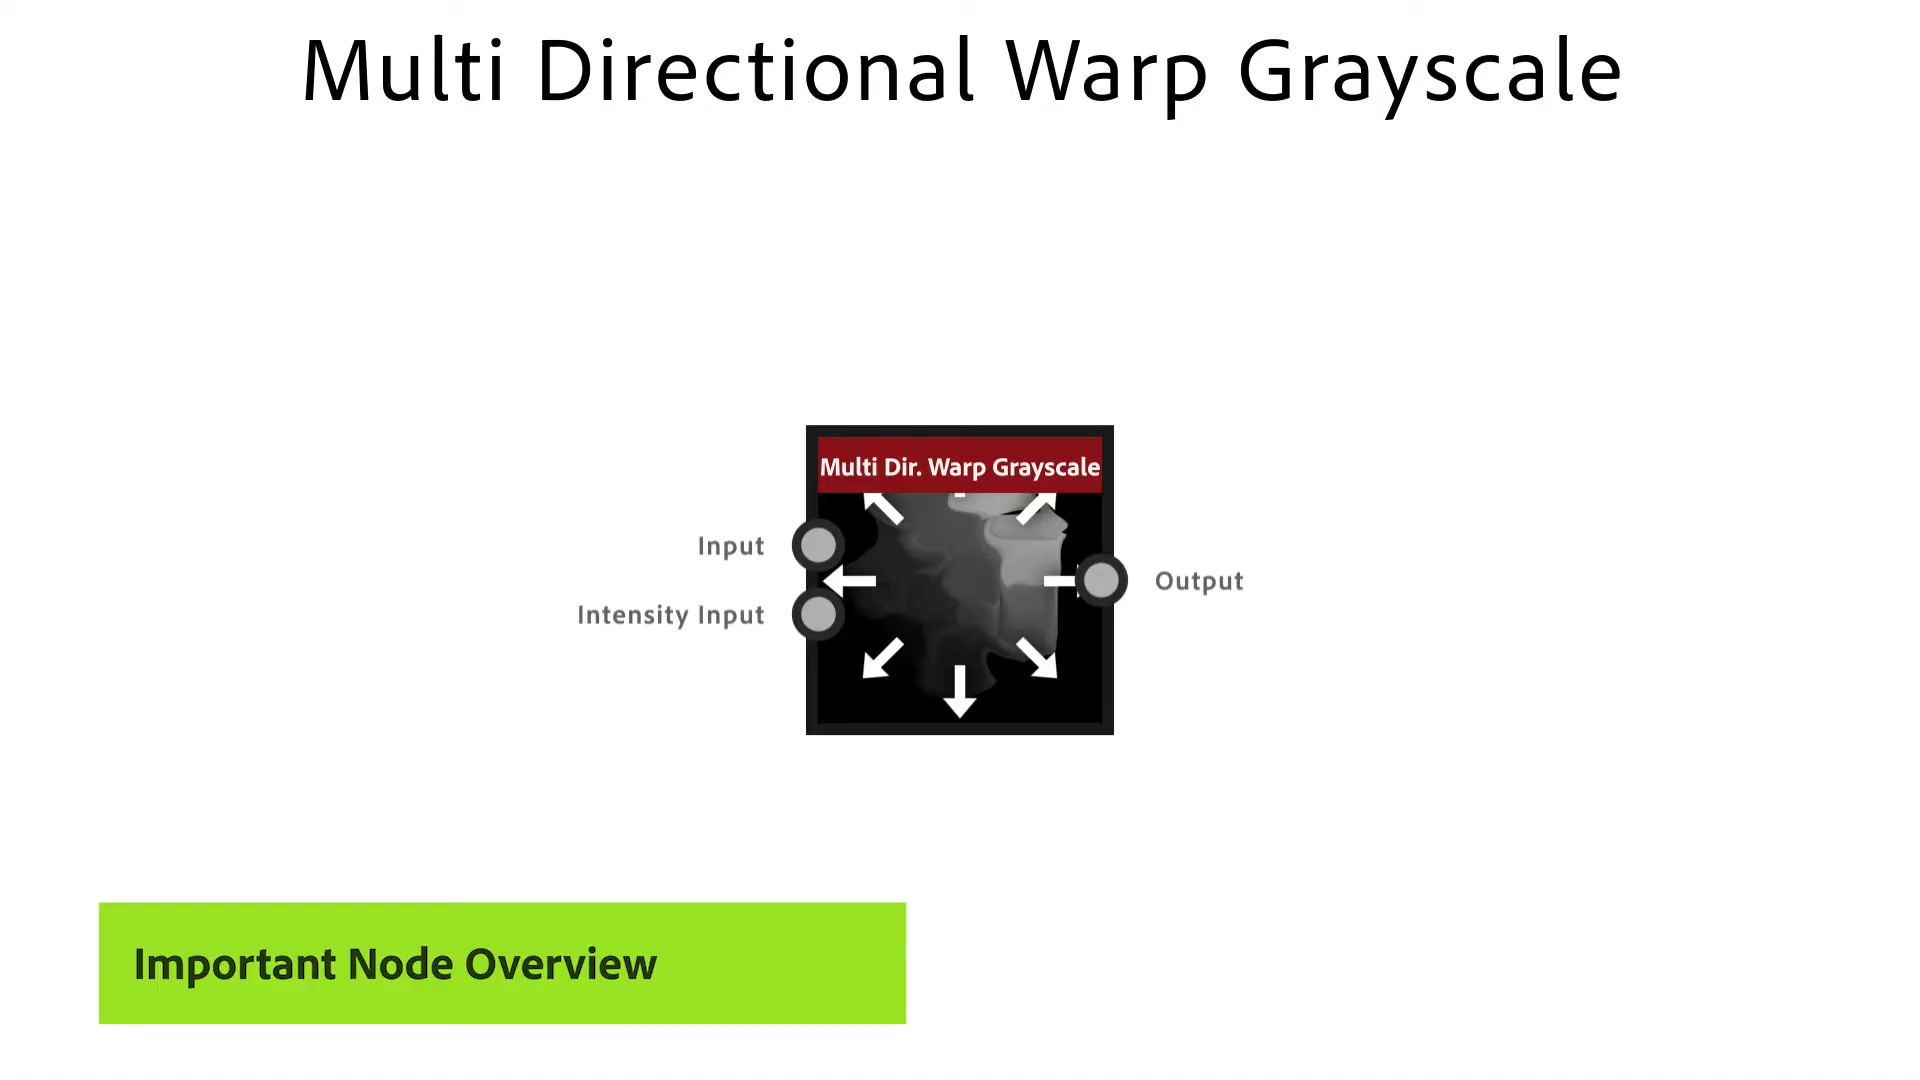 Multi Directional Warp Grayscale
Multi Dir. Warp Grayscale
Input
Intensity Input
Output
Important Node Overview